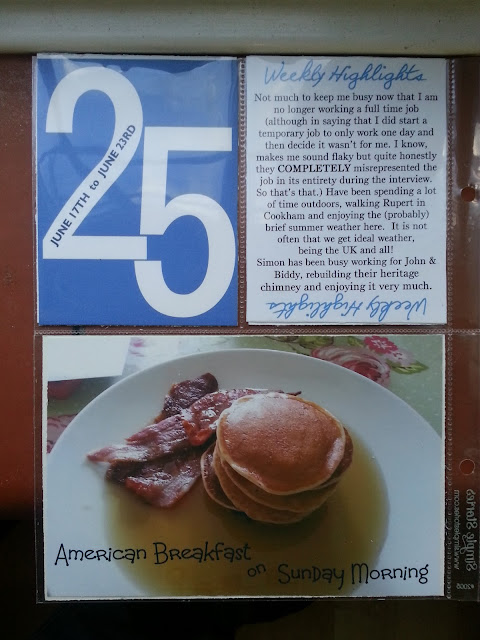 25
JUNE 17TH to JUNE 23RD
Weekly Highlights
Not much to keep me busy now that I am
no longer working a full time job
(although in saying that I did start a
temporary job to only work one day and
then decide it wasn't for me. I know,
makes me sound flaky but quite honestly
they COMPLETELY misrepresented the
job in its entirety during the interview.
So that's that.) Have been spending a lot
of time outdoors, walking Rupert in
Cookham and enjoying the (probably)
brief summer weather here. It is not
often that we get ideal weather,
being the UK and all!
Simon has been busy working for John &
Biddy, rebuilding their heritage
chimney and enjoying it very much.
Weekly Highlights
American Breakfast
on Sunday Morning
Simple Stories